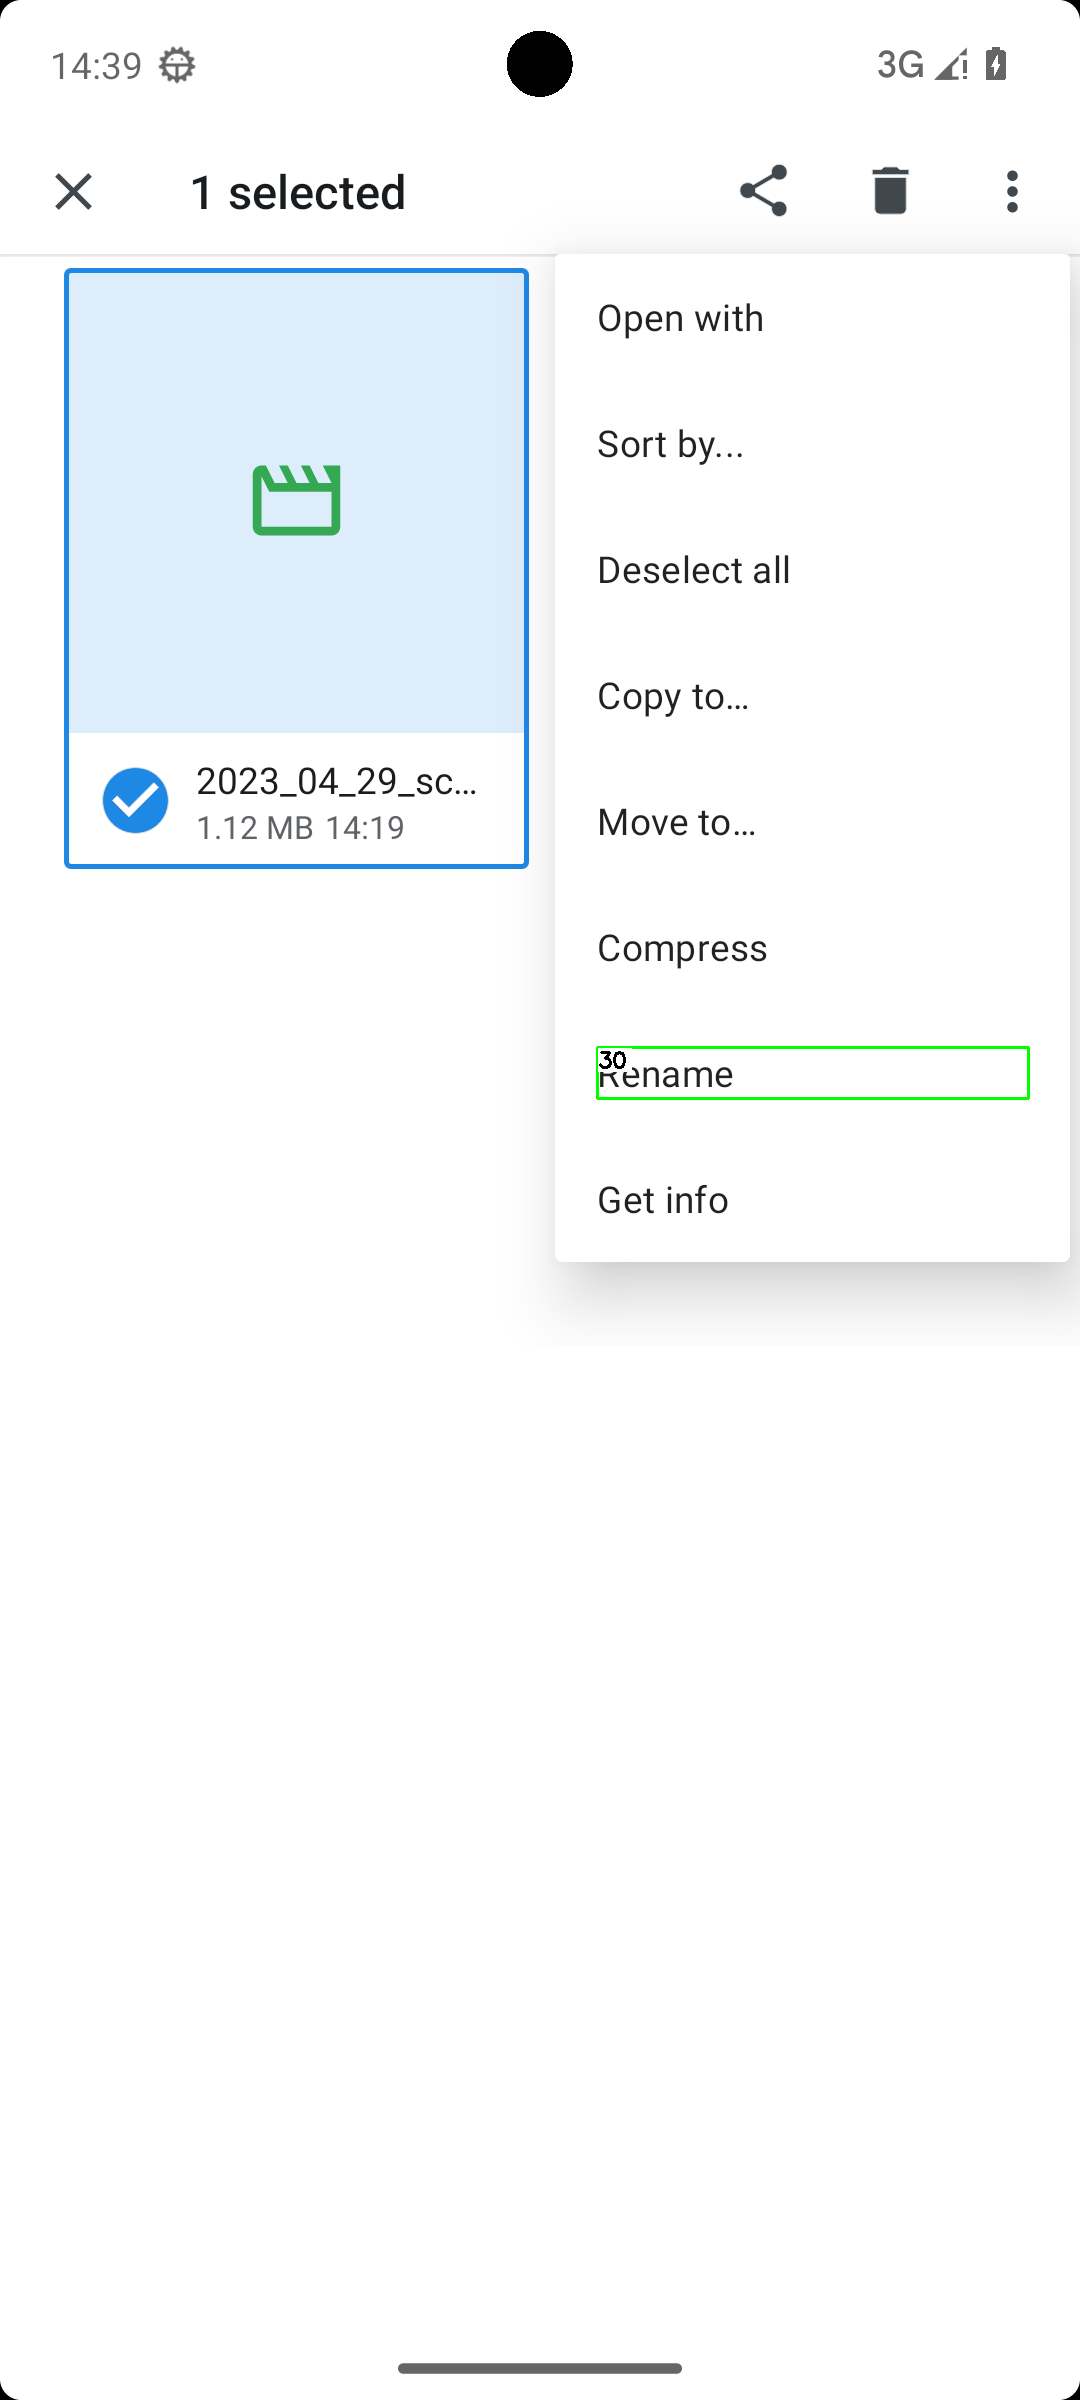 14:39
3G
1 selected
Open with
Sort by...
Deselect all
Copy to…
Move to…
Compress
30
Rename
Get info
2023_04_29_sc…
1.12 MB 14:19